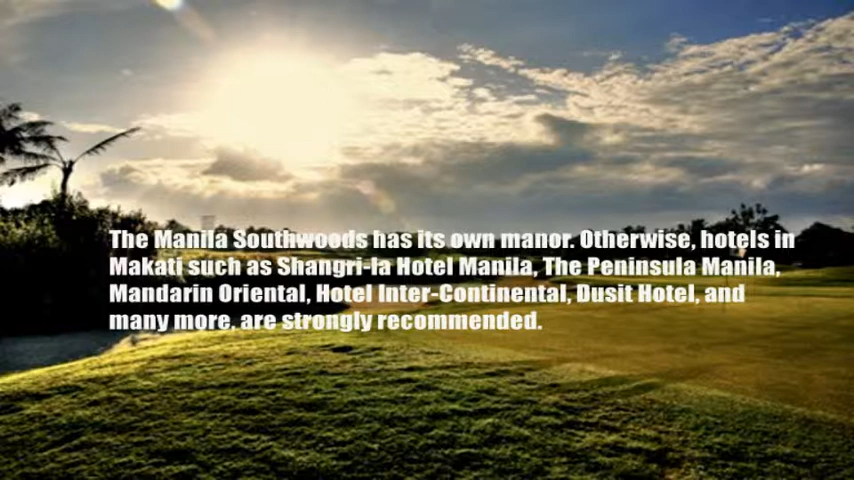 The Manila Southwoods has its own manor. Otherwise, hotels in
Makati such as Shangri-la Hotel Manila, The Peninsula Manila,
Mandarin Oriental, Hotel Inter-Continental, Dusit Hotel, and
many more, are strongly recommended.